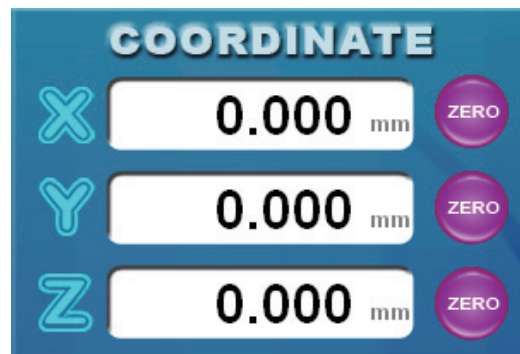 COORDINATE
X 0.000 mm ZERO
Y 0.000 mm ZERO
Z 0.000 mm ZERO